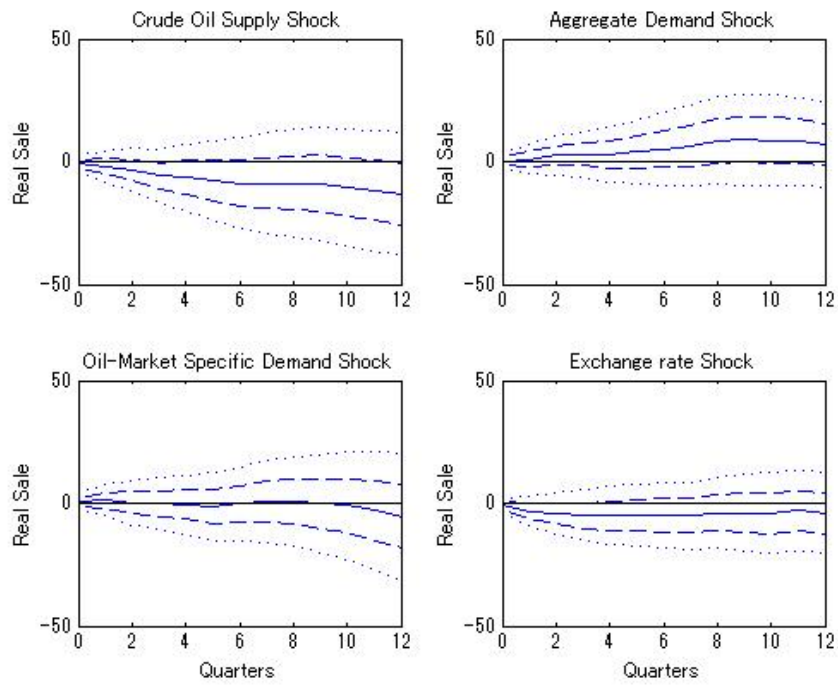 Crude Oil Supply Shock
50
0
-50
Real Sale
0 2 4 6 8 10 12
Aggregate Demand Shock
50
0
-50
Real Sale
0 2 4 6 8 10 12
Oil-Market Specific Demand Shock
50
0
-50
Real Sale
0 2 4 6 8 10 12
Quarters
Exchange rate Shock
50
0
-50
Real Sale
0 2 4 6 8 10 12
Quarters